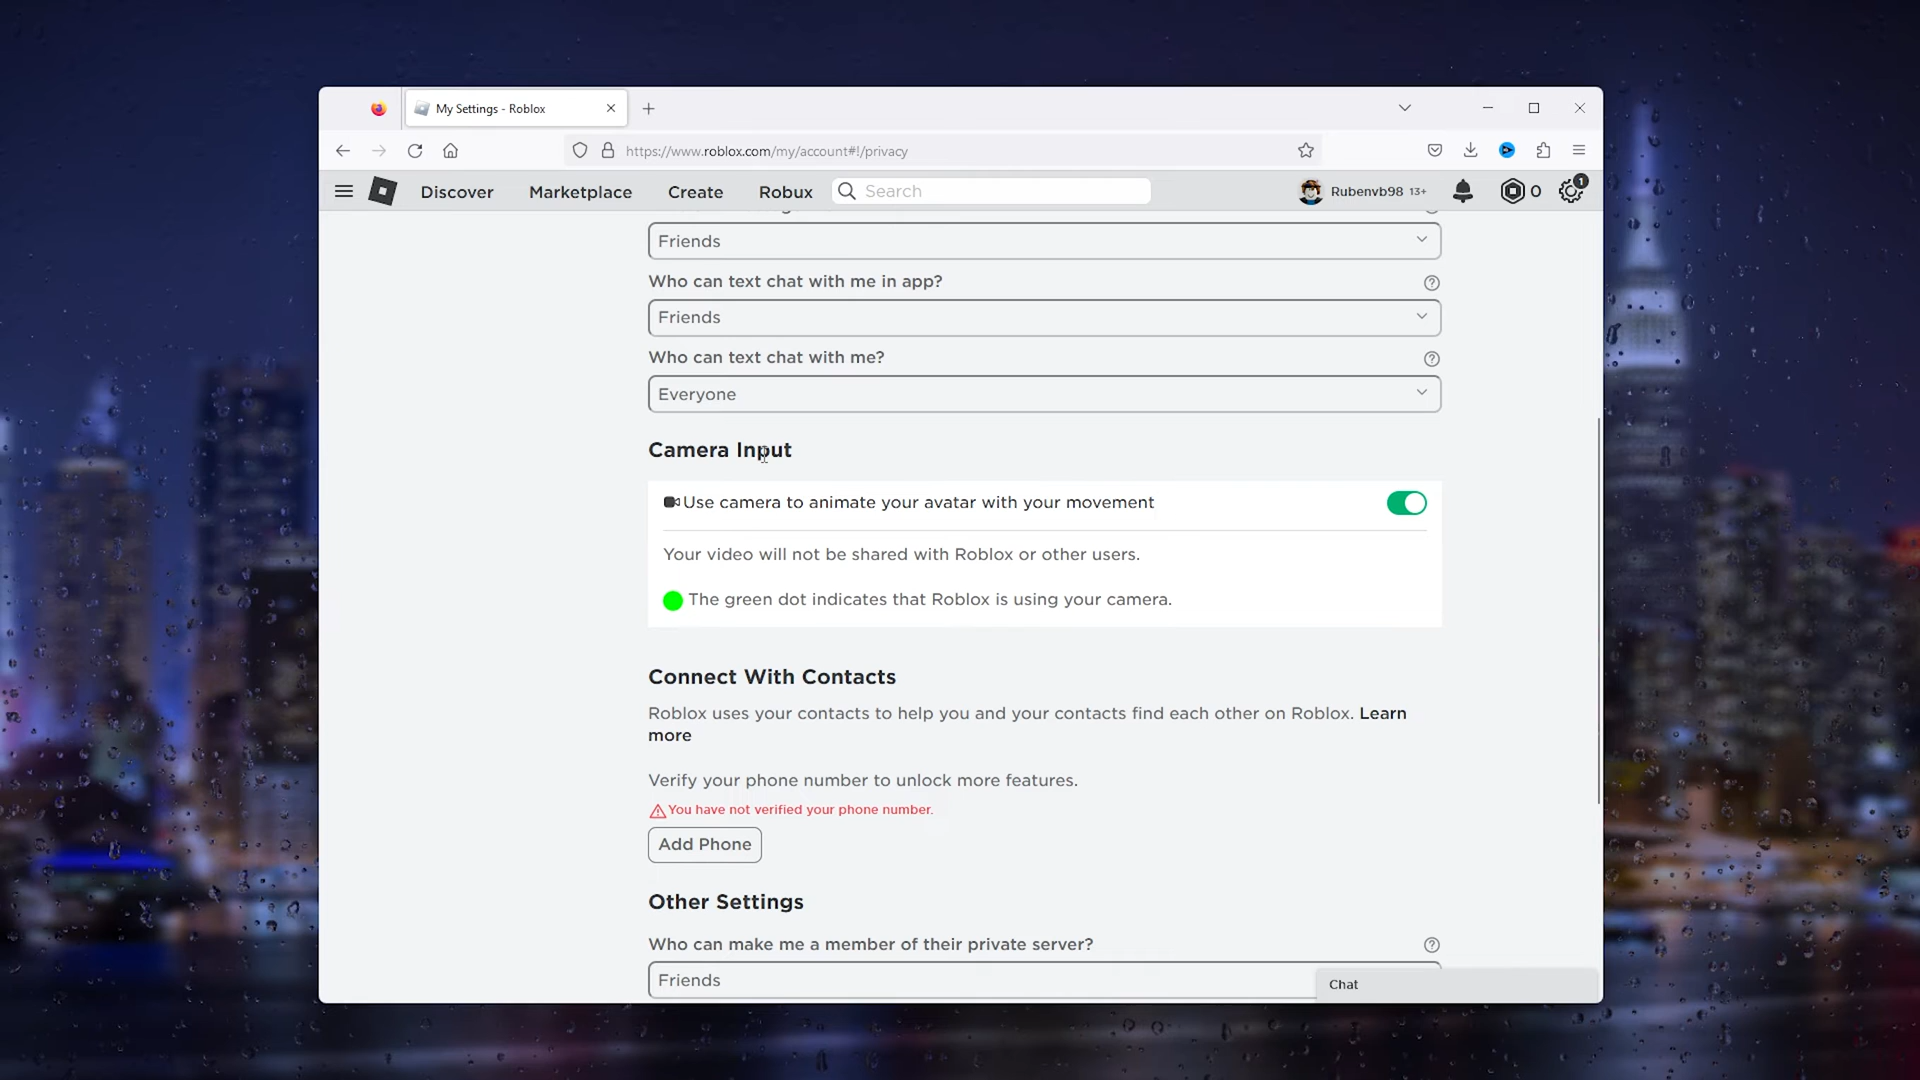 My Settings - Roblox
https://www.roblox.com/my/account#!/privacy
Discover
Marketplace
Create
Robux
Search
Rubenvb98 13+
0
1
Friends
Who can text chat with me in app?
Friends
Who can text chat with me?
Everyone
Camera Input
Use camera to animate your avatar with your movement
Your video will not be shared with Roblox or other users.
The green dot indicates that Roblox is using your camera.
Connect With Contacts
Roblox uses your contacts to help you and your contacts find each other on Roblox. Learn
more
Verify your phone number to unlock more features.
You have not verified your phone number.
Add Phone
Other Settings
Who can make me a member of their private server?
Friends
Chat